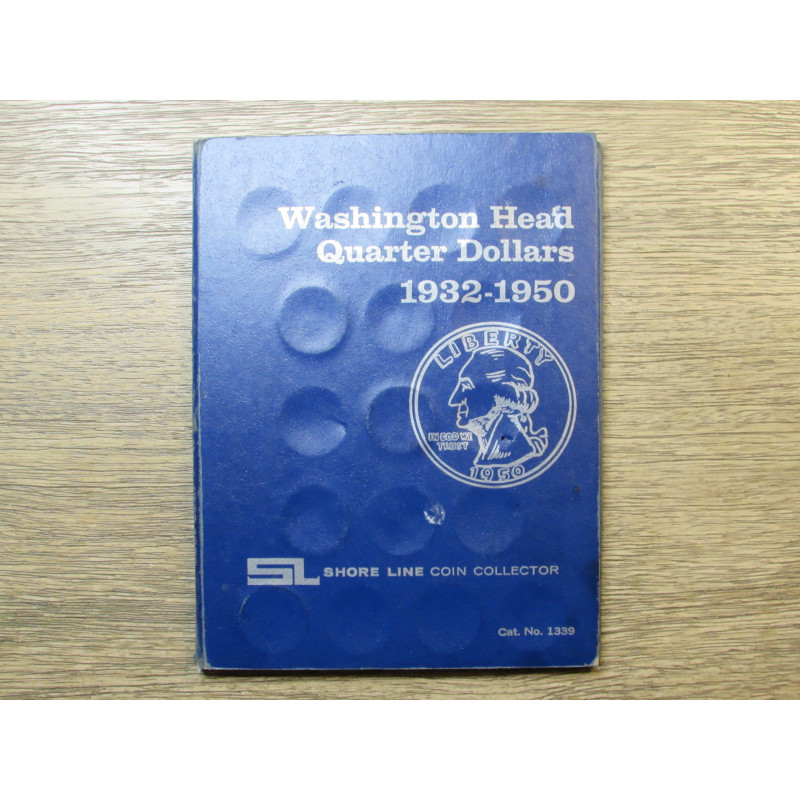 Washington Head
Quarter Dollars
1932-1950
LIBERTY
IN GOD WE
TRUST
1950
SL SHORE LINE COIN COLLECTOR
Cat. No. 1339